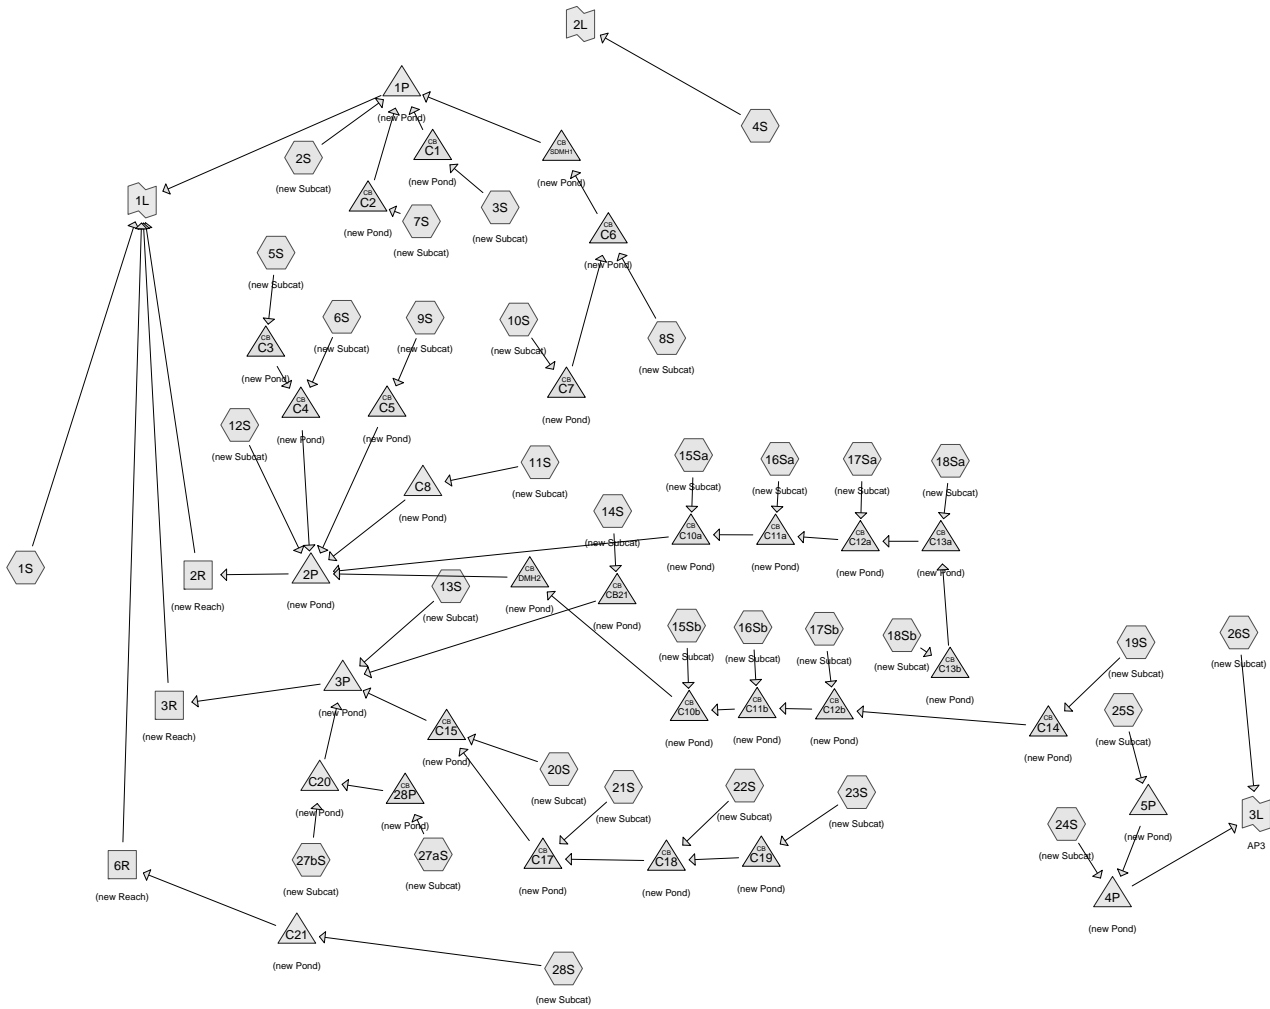 2L
1P
(new Pond)
4S
CB
C1
(new Pond)
CB
SDMH1
(new Pond)
2S
(new Subcat)
1L
CB
C2
(new Pond)
7S
(new Subcat)
3S
(new Subcat)
CB
C6
(new Pond)
5S
(new Subcat)
6S
(new Subcat)
9S
(new Subcat)
10S
(new Subcat)
8S
(new Subcat)
CB
C3
(new Pond)
CB
C4
(new Pond)
CB
C5
(new Pond)
CB
C7
(new Pond)
12S
(new Subcat)
C8
(new Pond)
11S
(new Subcat)
15Sa
(new Subcat)
16Sa
(new Subcat)
17Sa
(new Subcat)
18Sa
(new Subcat)
14S
(new Subcat)
CB
C10a
(new Pond)
CB
C11a
(new Pond)
CB
C12a
(new Pond)
CB
C13a
(new Pond)
1S
2R
(new Reach)
2P
(new Pond)
CB
DMH2
(new Pond)
13S
(new Subcat)
CB
CB21
(new Pond)
15Sb
(new Subcat)
16Sb
(new Subcat)
17Sb
(new Subcat)
18Sb
(new Subcat)
CB
C13b
(new Pond)
19S
(new Subcat)
26S
(new Subcat)
3P
(new Pond)
3R
(new Reach)
CB
C10b
(new Pond)
CB
C11b
(new Pond)
CB
C12b
(new Pond)
CB
C14
(new Pond)
25S
(new Subcat)
CB
C15
(new Pond)
C20
(new Pond)
CB
28P
(new Pond)
20S
(new Subcat)
21S
(new Subcat)
22S
(new Subcat)
23S
(new Subcat)
5P
(new Pond)
3L
AP3
24S
(new Subcat)
6R
(new Reach)
27bS
(new Subcat)
27aS
(new Subcat)
CB
C17
(new Pond)
CB
C18
(new Pond)
CB
C19
(new Pond)
4P
(new Pond)
C21
(new Pond)
28S
(new Subcat)